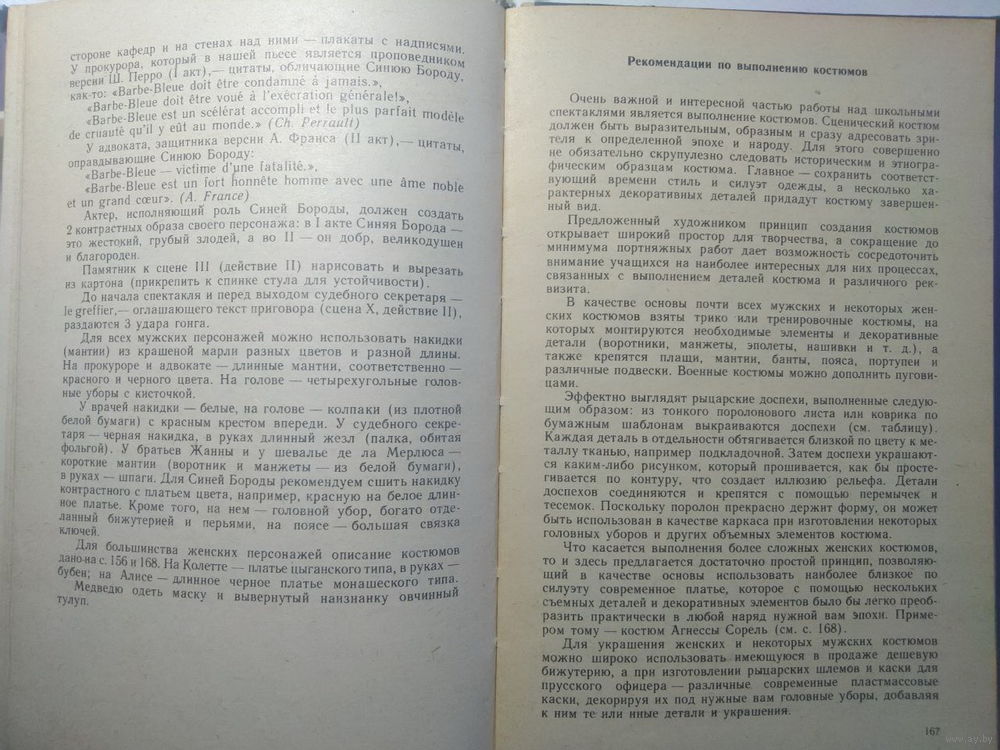 стороне кафедр и на стенах над ними — плакаты с надписями.
У прокурора, который в нашей пьесе является проповедником
версии Ш. Перро (I акт),— цитаты, обличающие Синюю Бороду,
как-то: «Barbe-Bleue doit être condamné à jamais.»,
«Barbe-Bleue doit être voué à l'exécration générale!»,
«Barbe-Bleue est un scélérat accompli et le plus parfait modèle
de cruauté qu'il y eût au monde.» (Ch. Perrault)
У адвоката, защитника версии А. Франса (II акт),— цитаты,
оправдывающие Синюю Бороду:
«Barbe-Bleue — victime d'une fatalité.»,
«Barbe-Bleue est un fort honnête homme avec une âme noble
et un grand cœur». (A. France)
Актер, исполняющий роль Синей Бороды, должен создать
2 контрастных образа своего персонажа: в I акте Синяя Борода —
это жестокий, грубый злодей, а во II — он добр, великодушен
и благороден.
Памятник к сцене III (действие II) нарисовать и вырезать
из картона (прикрепить к спинке стула для устойчивости).
До начала спектакля и перед выходом судебного секретаря —
le greffier,— оглашающего текст приговора (сцена X, действие II),
раздаются 3 удара гонга.
Для всех мужских персонажей можно использовать накидки
(мантии) из крашеной марли разных цветов и разной длины.
На прокуроре и адвокате — длинные мантии, соответственно —
красного и черного цвета. На голове — четырехугольные голов-
ные уборы с кисточкой.
У врачей накидки — белые, на голове — колпаки (из плотной
белой бумаги) с красным крестом впереди. У судебного секре-
таря — черная накидка, в руках длинный жезл (палка, обитая
фольгой). У братьев Жанны и у шевалье де ла Мерлюса —
короткие мантии (воротник и манжеты — из белой бумаги),
в руках — шпаги. Для Синей Бороды рекомендуем сшить накидку
контрастного с платьем цвета, например, красную на белое длин-
ное платье. Кроме того, на нем — головной убор, богато отде-
ланный бижутерией и перьями, на поясе — большая связка
ключей.
Для большинства женских персонажей описание костюмов
дано на с. 156 и 168. На Колетте — платье цыганского типа, в руках —
бубен; на Алисе — длинное черное платье монашеского типа.
Медведю одеть маску и вывернутый наизнанку овчинный
тулуп.
Рекомендации по выполнению костюмов
Очень важной и интересной частью работы над школьными
спектаклями является выполнение костюмов. Сценический костюм
должен быть выразительным, образным и сразу адресовать зри-
теля к определенной эпохе и народу. Для этого совершенно
не обязательно скрупулезно следовать историческим и этногра-
фическим образцам костюма. Главное — сохранить соответст-
вующий времени стиль и силуэт одежды, а несколько ха-
рактерных декоративных деталей придадут костюму завершен-
ный вид.
Предложенный художником принцип создания костюмов
открывает широкий простор для творчества, а сокращение до
минимума портняжных работ дает возможность сосредоточить
внимание учащихся на наиболее интересных для них процессах,
связанных с выполнением деталей костюма и различного рек-
визита.
В качестве основы почти всех мужских и некоторых жен-
ских костюмов взяты трико или тренировочные костюмы, на
которых монтируются необходимые элементы и декоративные
детали (воротники, манжеты, эполеты, нашивки и т. д.), а
также крепятся плащи, мантии, банты, пояса, портупеи и
различные подвески. Военные костюмы можно дополнить пугови-
цами.
Эффектно выглядят рыцарские доспехи, выполненные следую-
щим образом: из тонкого поролонового листа или коврика по
бумажным шаблонам выкраиваются доспехи (см. таблицу).
Каждая деталь в отдельности обтягивается близкой по цвету к ме-
таллу тканью, например подкладочной. Затем доспехи украшают-
ся каким-либо рисунком, который прошивается, как бы просте-
гивается по контуру, что создает иллюзию рельефа. Детали
доспехов соединяются и крепятся с помощью перемычек и
тесемок. Поскольку поролон прекрасно держит форму, он может
быть использован в качестве каркаса при изготовлении некоторых
головных уборов и других объемных элементов костюма.
Что касается выполнения более сложных женских костюмов,
то и здесь предлагается достаточно простой принцип, позволяю-
щий в качестве основы использовать наиболее близкое по
силуэту современное платье, которое с помощью нескольких
съемных деталей и декоративных элементов было бы легко преоб-
разить практически в любой наряд нужной вам эпохи. Приме-
ром тому — костюм Агнессы Сорель (см. с. 168).
Для украшения женских и некоторых мужских костюмов
можно широко использовать имеющуюся в продаже дешевую
бижутерию, а при изготовлении рыцарских шлемов и каски для
прусского офицера — различные современные пластмассовые
каски, декорируя их под нужные вам головные уборы, добавляя
к ним те или иные детали и украшения.
167
www.ay.by